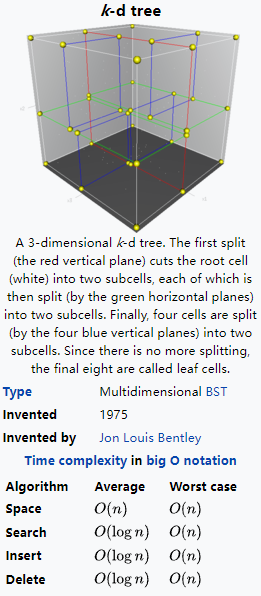 k-d tree
A 3-dimensional k-d tree. The first split
(the red vertical plane) cuts the root cell
(white) into two subcells, each of which is
then split (by the green horizontal planes)
into two subcells. Finally, four cells are split
(by the four blue vertical planes) into two
subcells. Since there is no more splitting,
the final eight are called leaf cells.
Type Multidimensional BST
Invented 1975
Invented by Jon Louis Bentley
Time complexity in big O notation
Algorithm Average Worst case
Space O(n) O(n)
Search O(log n) O(n)
Insert O(log n) O(n)
Delete O(log n) O(n)